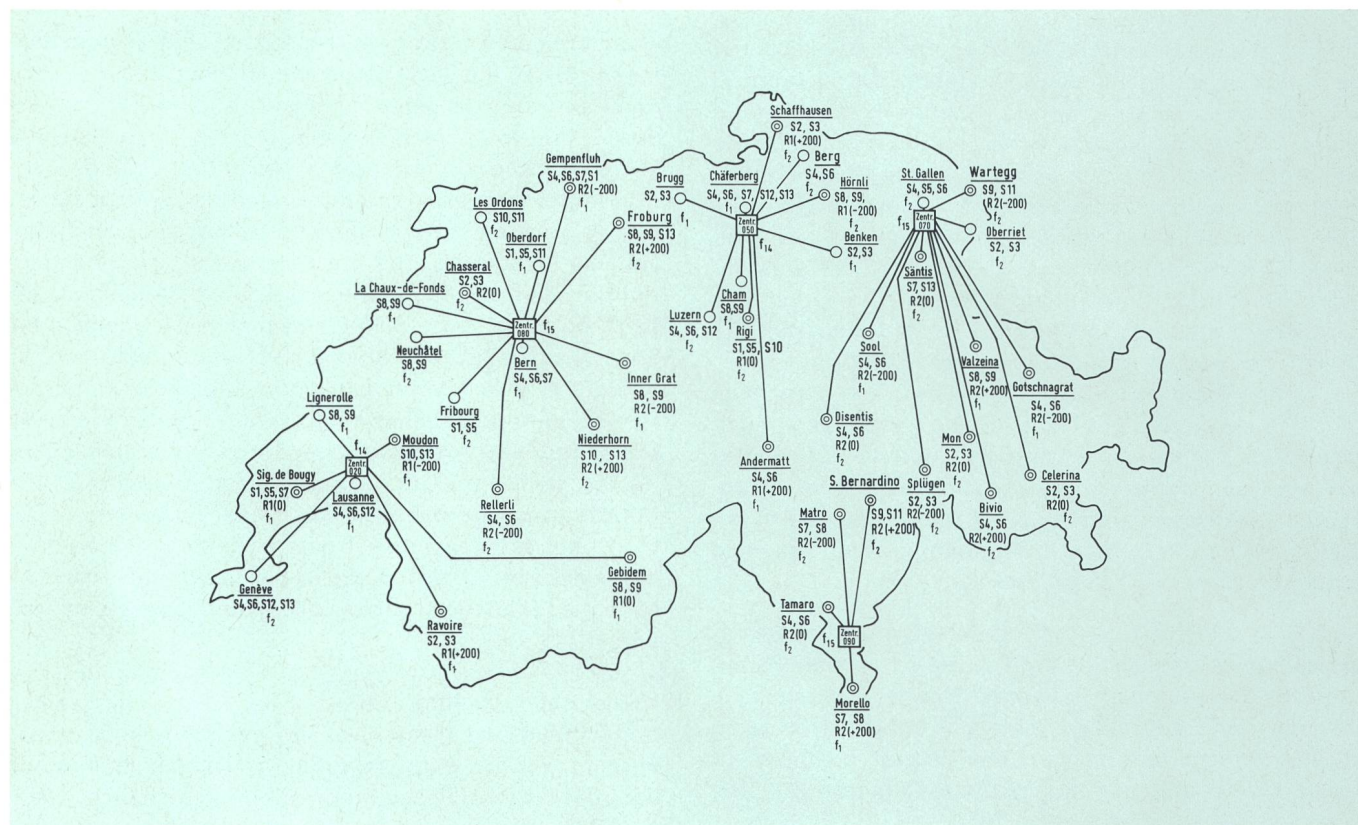 Schaffhausen
S2, S3
R1(+200)
f2
Berg
S4, S6
f2
Gempenfluh
S4, S6, S7, S1
R2(-200)
f1
Brugg
S2, S3
f1
Chäferberg
S4, S6, S7, S12, S13
f1
Hörnli
S8, S9,
R1(-200)
f2
St. Gallen
S4, S5, S6
f2
Wartegg
S9, S11
R2(-200)
f2
Les Ordons
S10, S11
f2
Froburg
S8, S9, S13
R2(+200)
f2
Oberdorf
S1, S5, S11
f1
Zentr.
050
f14
Benken
S2, S3
f1
f15
Zentr.
070
Oberriet
S2, S3
f2
Chasseral
S2, S3
R2(0)
f2
Säntis
S7, S13
R2(0)
f2
La Chaux-de-Fonds
S8, S9
f1
Cham
S8, S9
f1
Luzern
S4, S6, S12
f2
Rigi
S1, S5, S10
R1(0)
f2
Zentr.
080
f15
Neuchâtel
S8, S9
f2
Bern
S4, S6, S7
f1
Sool
S4, S6
R2(-200)
f1
Valzeina
S8, S9
R2(+200)
f1
Gotschnagrat
S4, S6
R2(-200)
f1
Inner Grat
S8, S9
R2(-200)
f1
Lignerolle
S8, S9
f1
Fribourg
S1, S5
f2
Niederhorn
S10, S13
R2(+200)
f2
Disentis
S4, S6
R2(0)
f2
f14
Zentr.
020
Moudon
S10, S13
R1(-200)
f1
Mon
S2, S3
R2(0)
f2
Sig. de Bougy
S1, S5, S7
R1(0)
f1
Lausanne
S4, S6, S12
f1
Andermatt
S4, S6
R1(+200)
f1
Celerina
S2, S3
R2(0)
f2
Rellerli
S4, S6
R2(-200)
f2
S. Bernardino
S9, S11
R2(+200)
f2
Splügen
S2, S3
R2(-200)
f2
Bivio
S4, S6
R2(+200)
f2
Matro
S7, S8
R2(-200)
f2
Gebidem
S8, S9
R1(0)
f1
Genève
S4, S6, S12, S13
f2
Ravoire
S2, S3
R1(+200)
f1
Tamaro
S4, S6
R2(0)
f2
f15
Zentr.
090
Morello
S7, S8
R2(+200)
f1